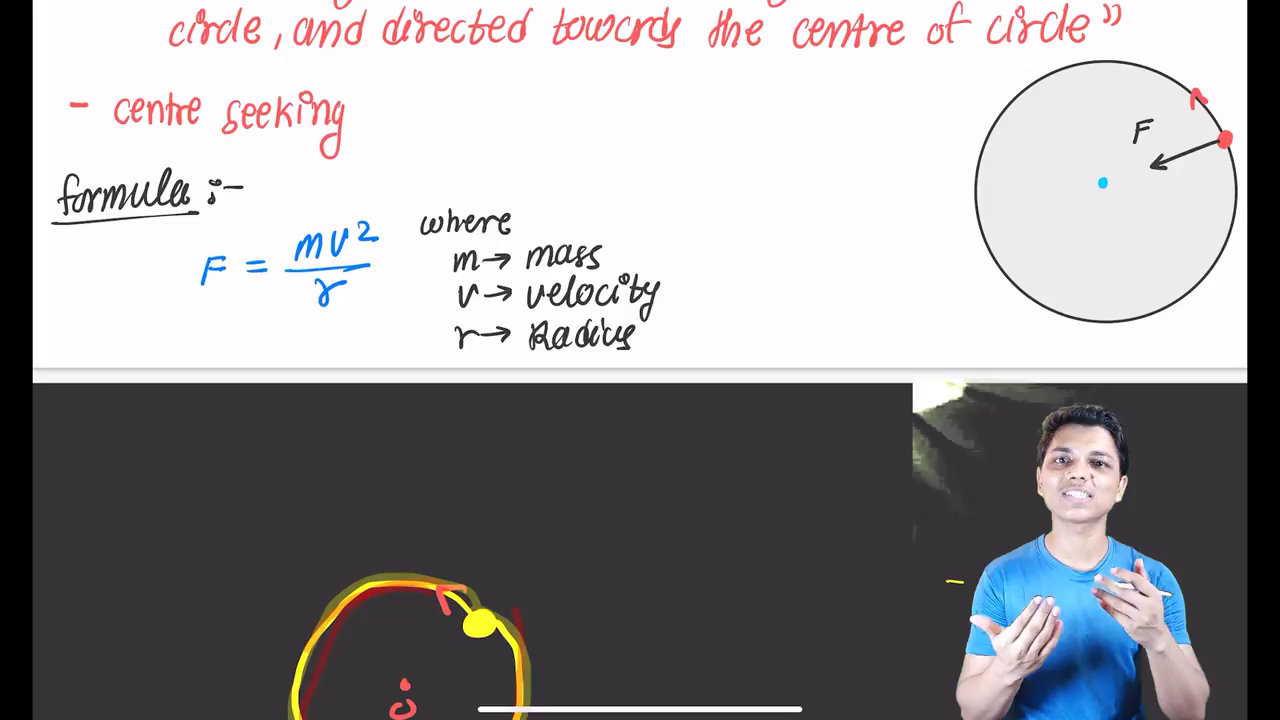 circle, and directed towards the centre of circle”
- centre seeking
F
formula :-
F = mv²/r
where
m → mass
v → velocity
r → Radius